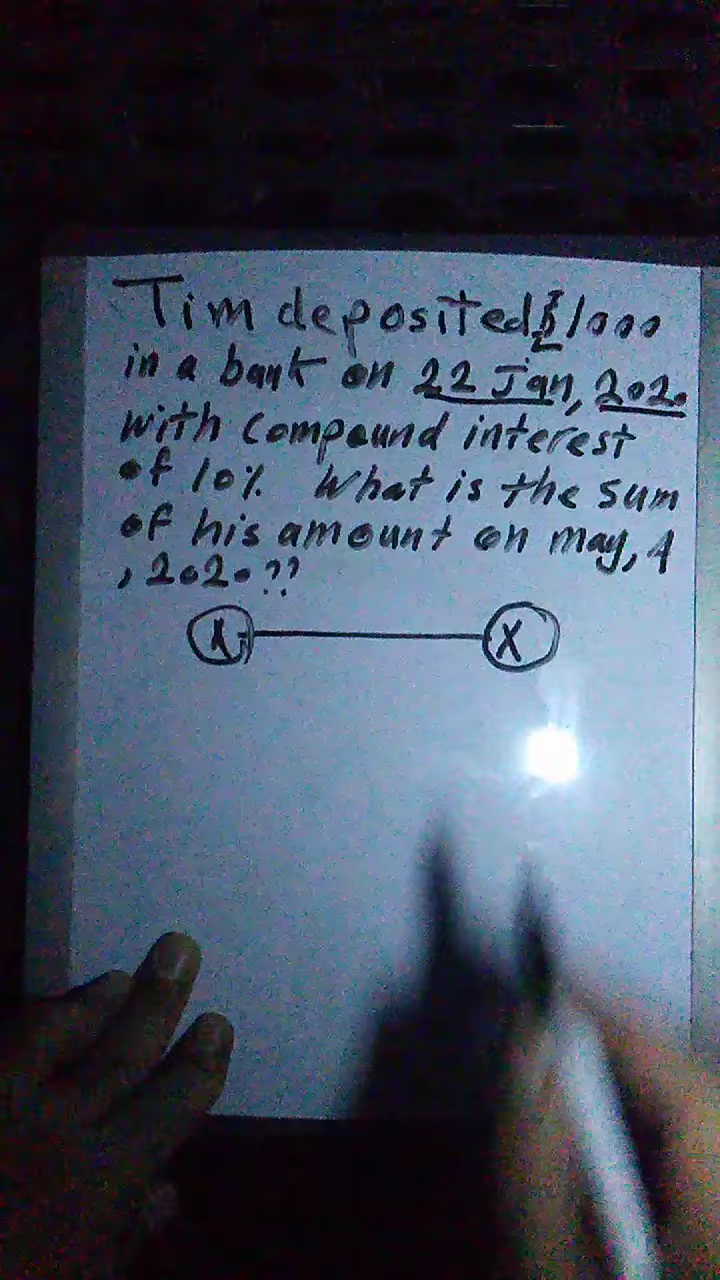 Tim deposited $1000
in a bank on 22 Jan, 2020
with compound interest
of 10% What is the sum
of his amount on may, 4
, 2020??
X X